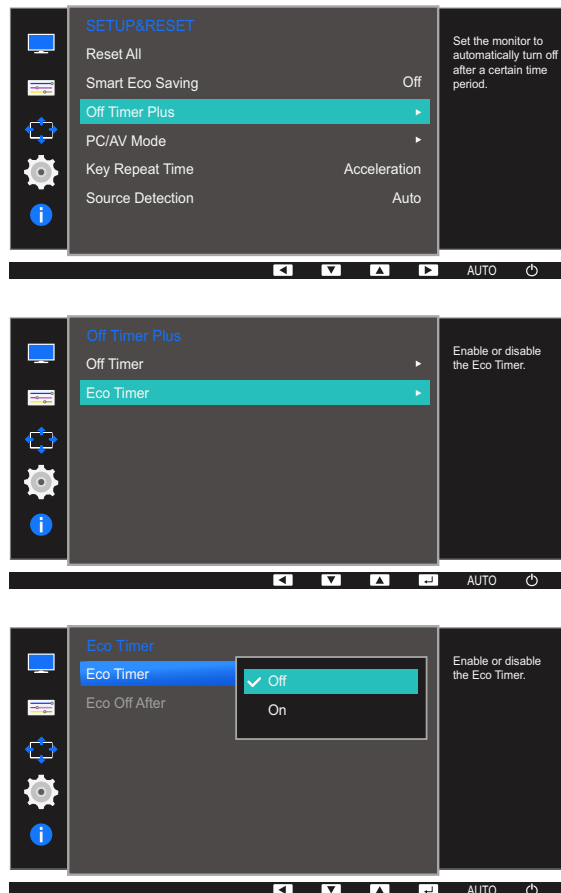 SETUP&RESET
Reset All
Smart Eco Saving Off
Off Timer Plus
PC/AV Mode
Key Repeat Time Acceleration
Source Detection Auto
Set the monitor to
automatically turn off
after a certain time
period.
AUTO
Off Timer Plus
Off Timer
Eco Timer
Enable or disable
the Eco Timer.
AUTO
Eco Timer
Eco Timer
Off
Eco Off After
On
Enable or disable
the Eco Timer.
AUTO